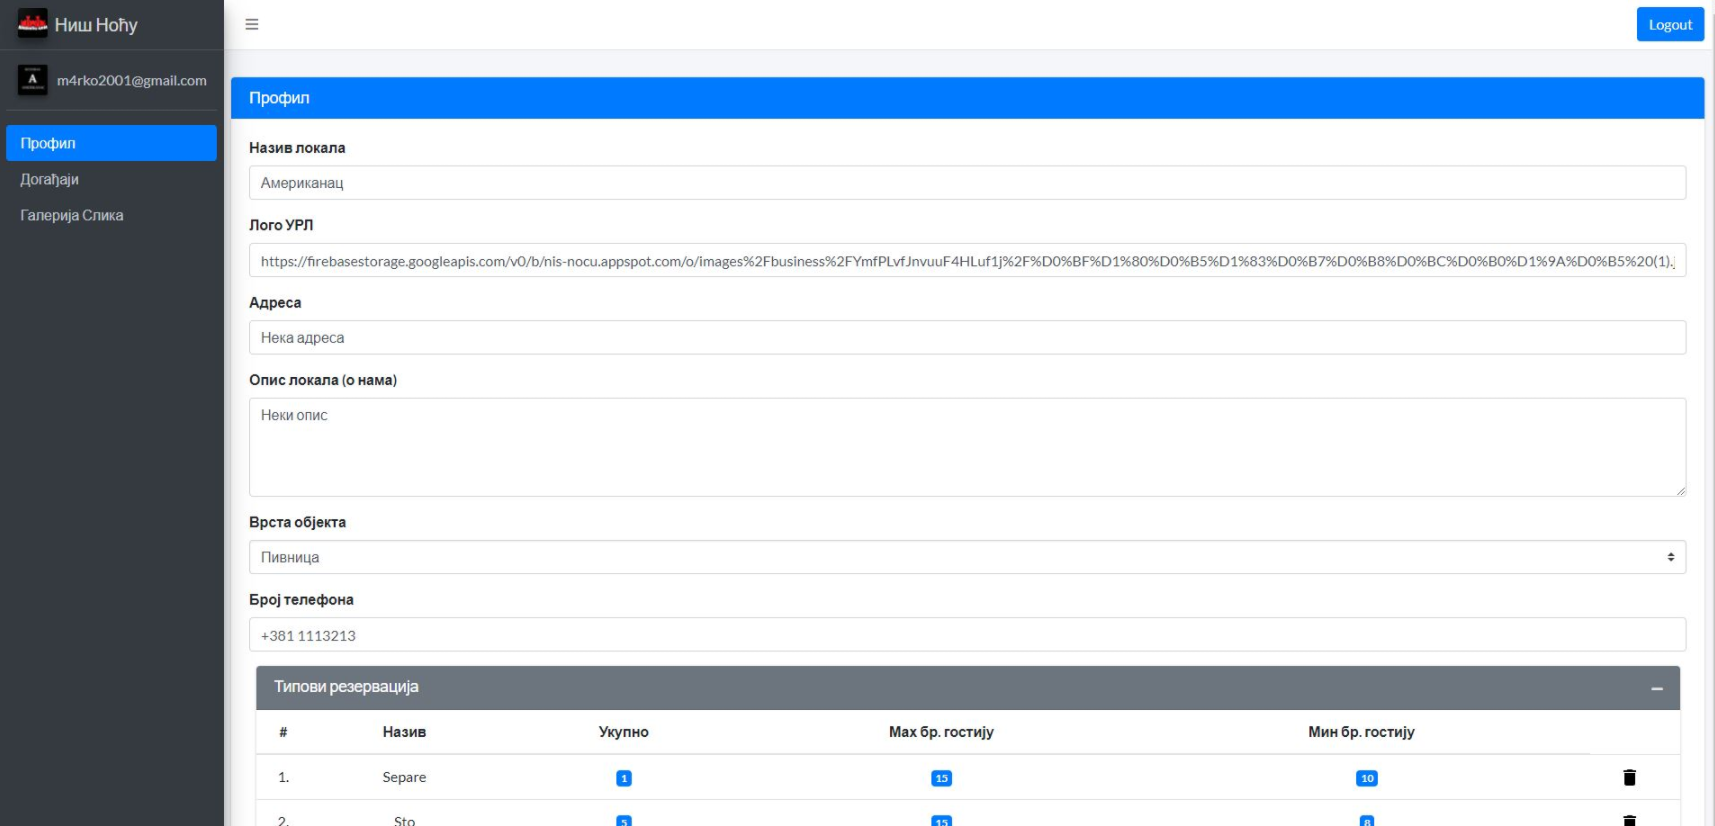 Ниш Ноћу
Logout
m4rko2001@gmail.com
Профил
Догађаји
Галерија Слика
Профил
Назив локала
Американац
Лого УРЛ
https://firebasestorage.googleapis.com/v0/b/nis-nocu.appspot.com/o/images%2Fbusiness%2FYmfPLvfJnvuuF4HLuf1j%2F%D0%BF%D1%80%D0%B5%D1%83%D0%B7%D0%B8%D0%BC%D0%B0%D1%9A%D0%B5%20(1).
Адреса
Нека адреса
Опис локала (о нама)
Неки опис
Врста објекта
Пивница
Број телефона
+381 1113213
Типови резервација
# Назив Укупно Мах бр. гостију Мин бр. гостију
1. Separe 1 15 10
2. Sto 5 15 8